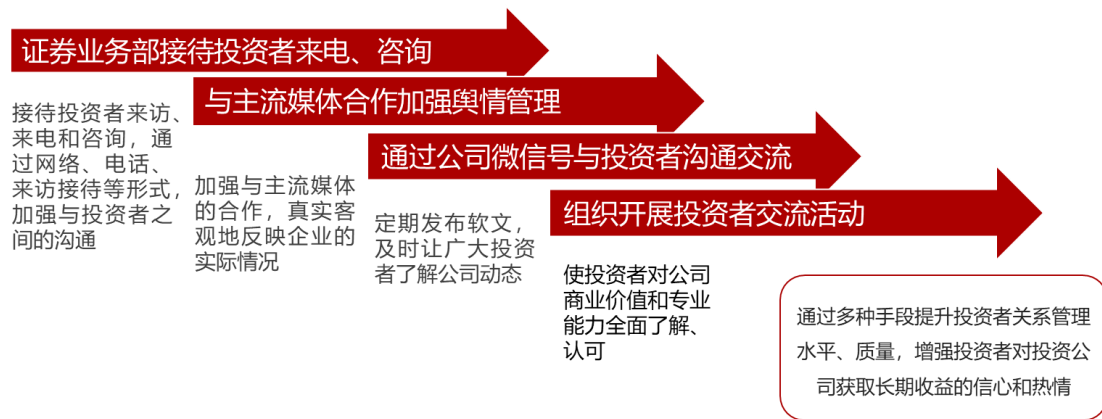 证券业务部接待投资者来电、咨询
接待投资者来访、
来电和咨询，通
过网络、电话、
来访接待等形式，
加强与投资者之
间的沟通
与主流媒体合作加强舆情管理
加强与主流媒体
的合作，真实客
观地反映企业的
实际情况
通过公司微信号与投资者沟通交流
定期发布软文，
及时让广大投资
者了解公司动态
组织开展投资者交流活动
使投资者对公司
商业价值和专业
能力全面了解、
认可
通过多种手段提升投资者关系管理
水平、质量，增强投资者对投资公
司获取长期收益的信心和热情